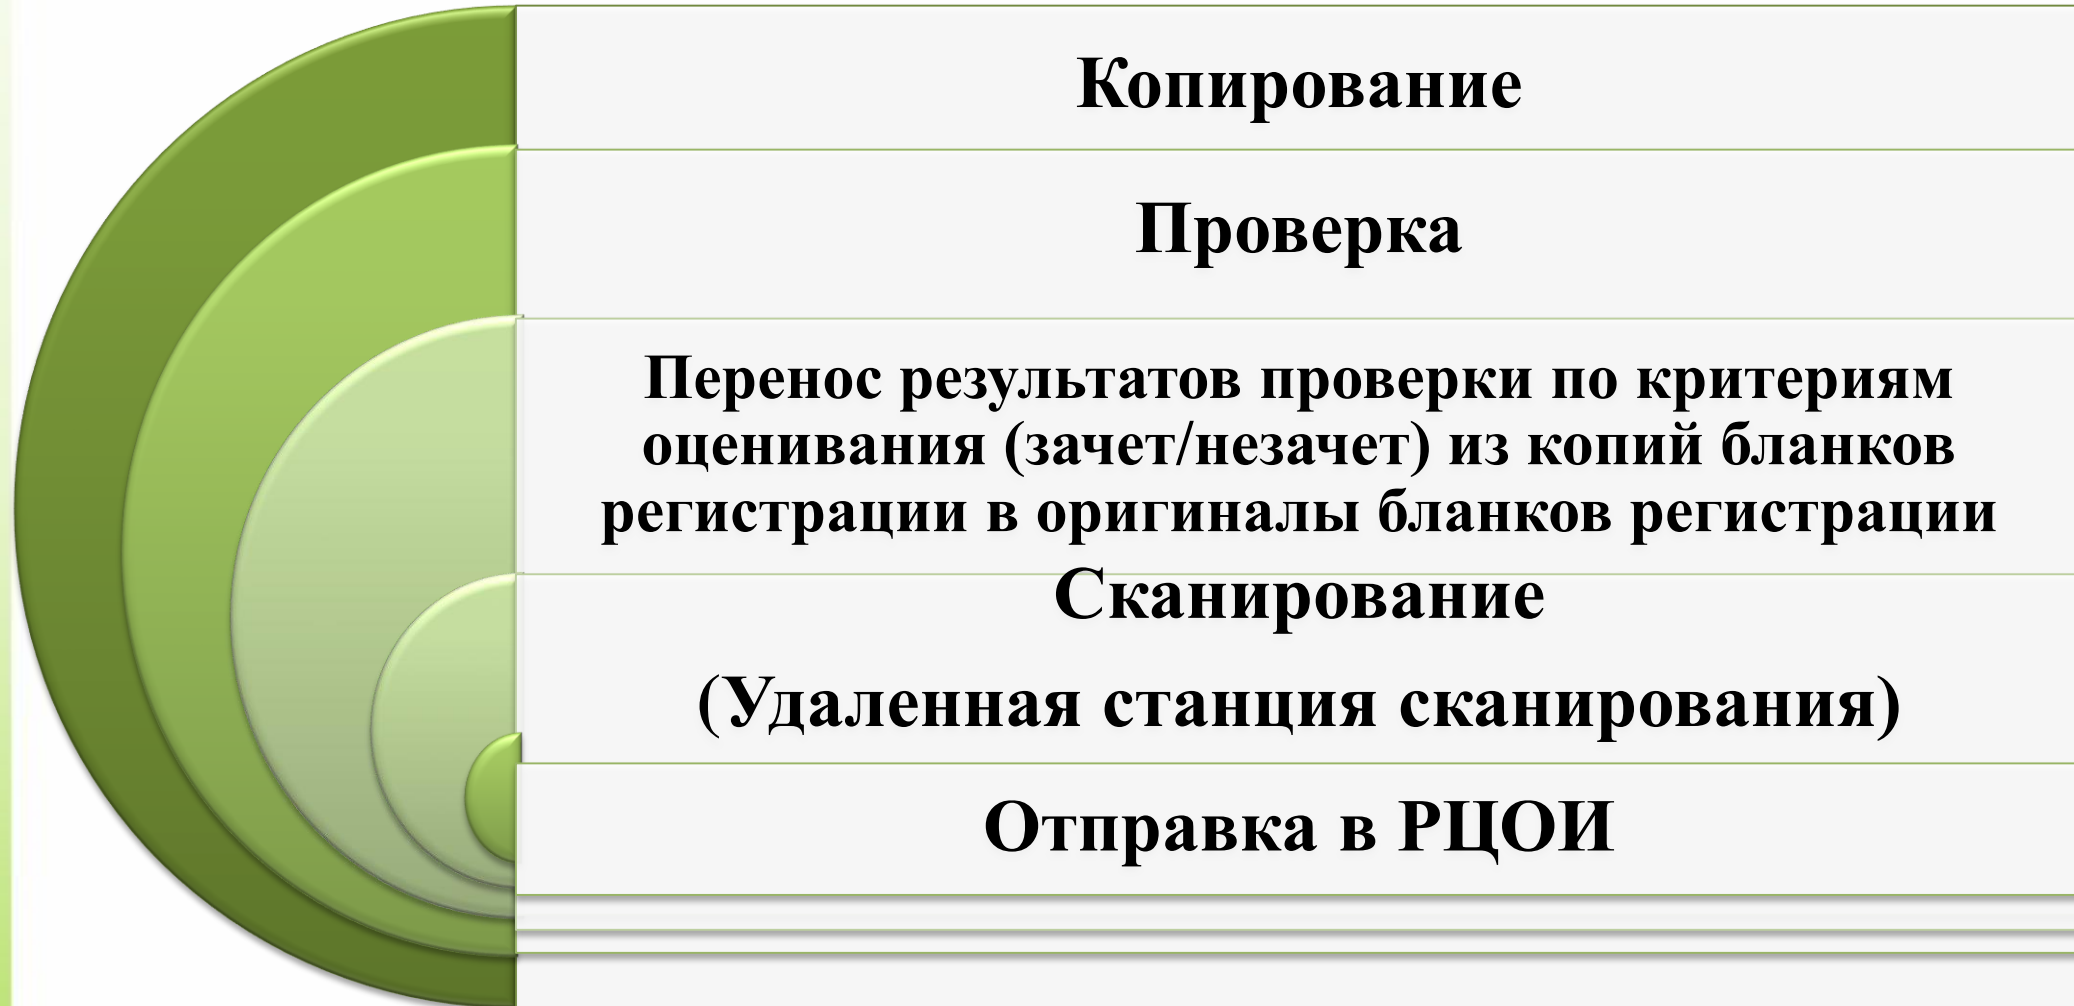 Копирование
Проверка
Перенос результатов проверки по критериям
оценивания (зачет/незачет) из копий бланков
регистрации в оригиналы бланков регистрации
Сканирование
(Удаленная станция сканирования)
Отправка в РЦОИ